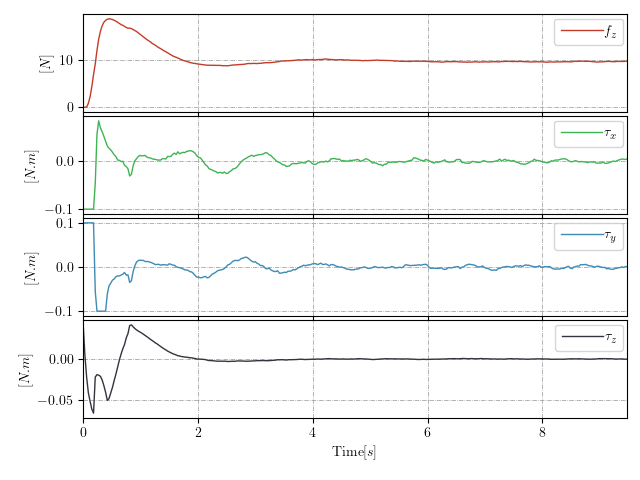 [N]
10
0
f_z
[N.m]
0.0
−0.1
τ_x
[N.m]
0.1
0.0
−0.1
τ_y
[N.m]
0.00
−0.05
τ_z
0 2 4 6 8
Time[s]